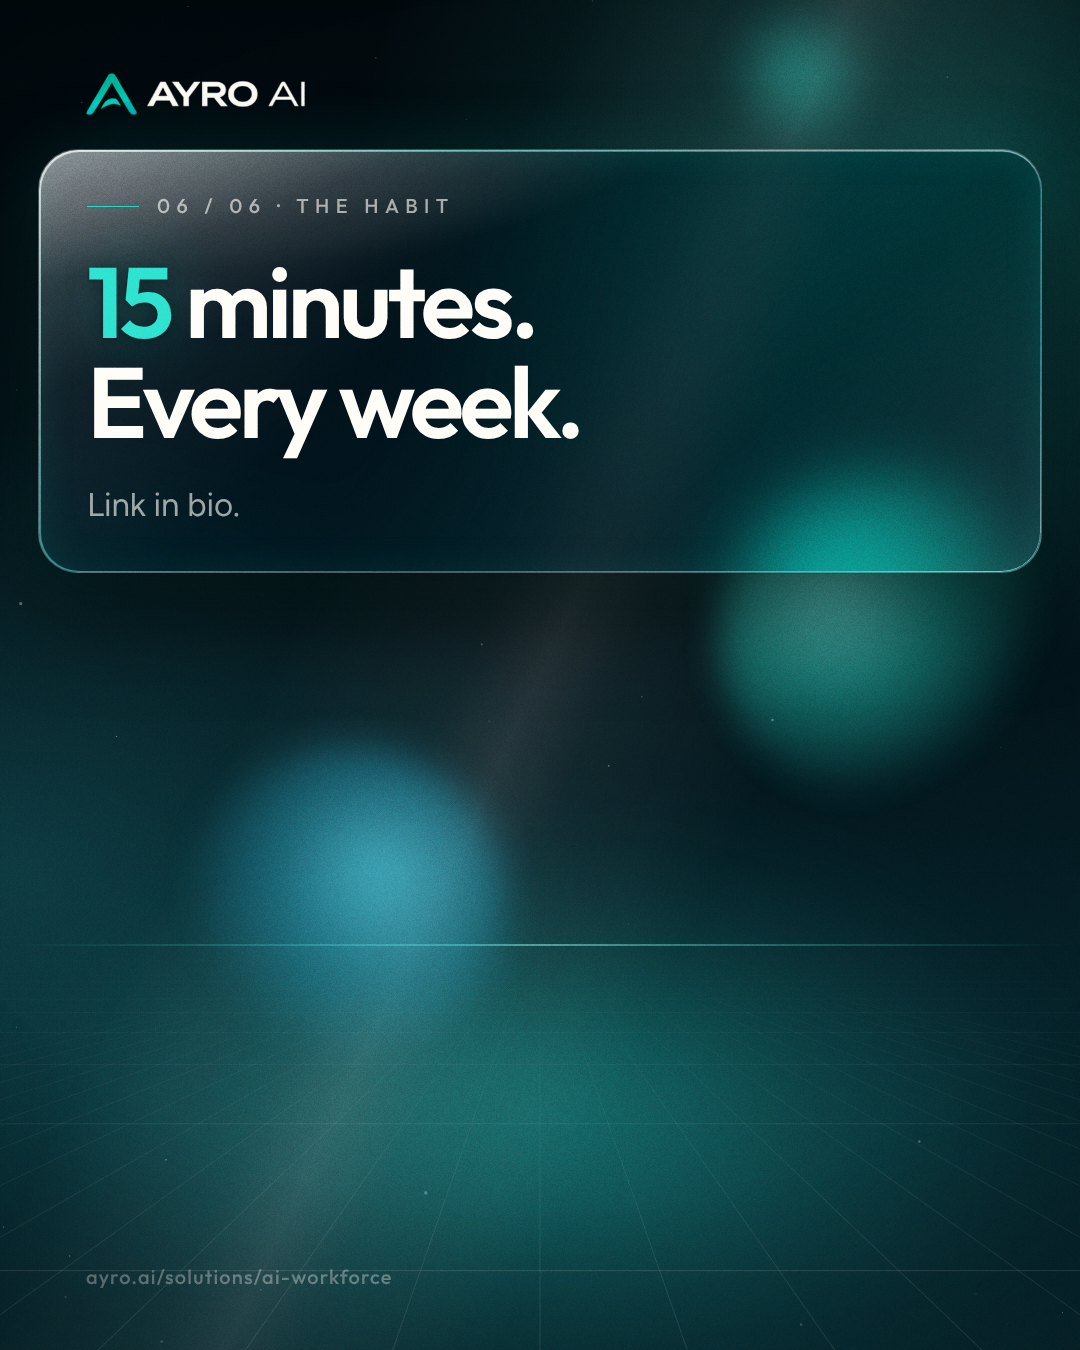 AYRO AI
06 / 06 · THE HABIT
15 minutes.
Every week.
Link in bio.
ayro.ai/solutions/ai-workforce